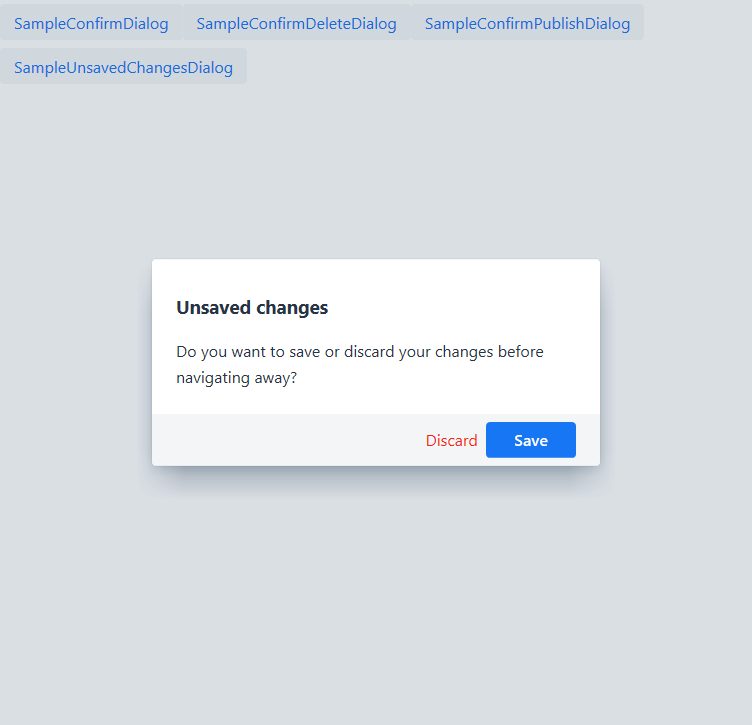 SampleConfirmDialog SampleConfirmDeleteDialog SampleConfirmPublishDialog
SampleUnsavedChangesDialog
Unsaved changes
Do you want to save or discard your changes before
navigating away?
Discard Save